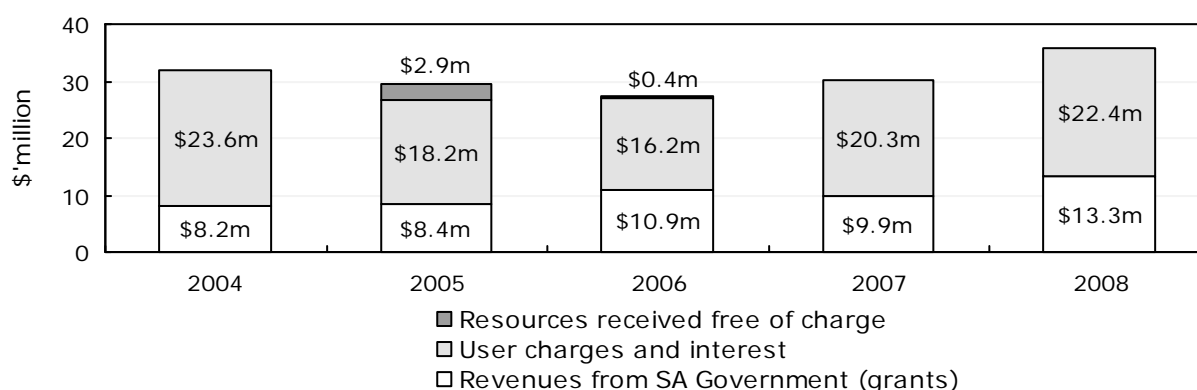 40
30
20
10
0
$'million
$2.9m
$0.4m
$23.6m
$18.2m
$16.2m
$20.3m
$22.4m
$8.2m
$8.4m
$10.9m
$9.9m
$13.3m
2004
2005
2006
2007
2008
Resources received free of charge
User charges and interest
Revenues from SA Government (grants)